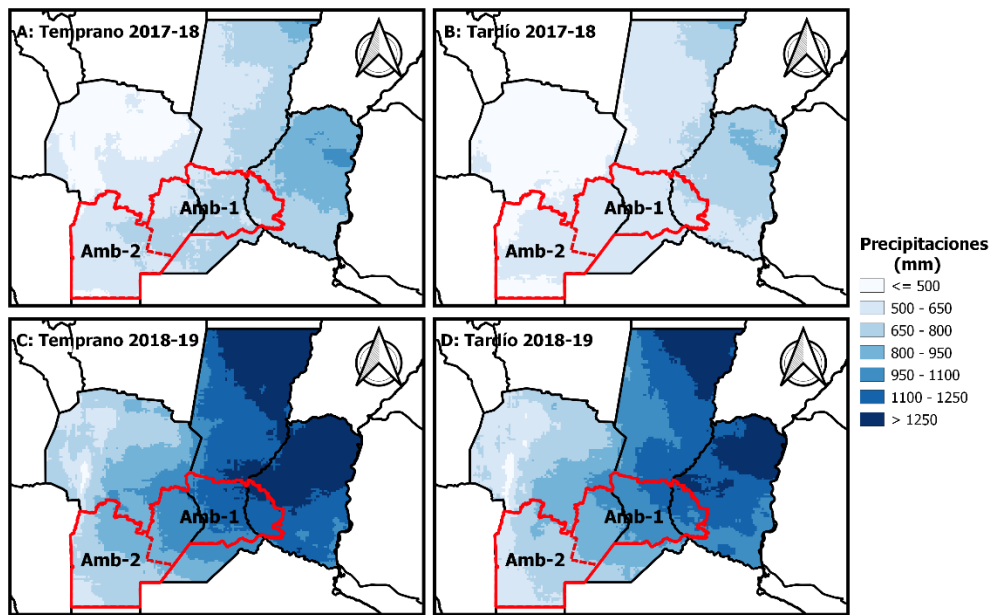 A: Temprano 2017-18
B: Tardío 2017-18
Amb-1
Amb-2
Amb-1
Amb-2
C: Temprano 2018-19
D: Tardío 2018-19
Amb-1
Amb-2
Amb-1
Amb-2
Precipitaciones
(mm)
<= 500
500 - 650
650 - 800
800 - 950
950 - 1100
1100 - 1250
> 1250